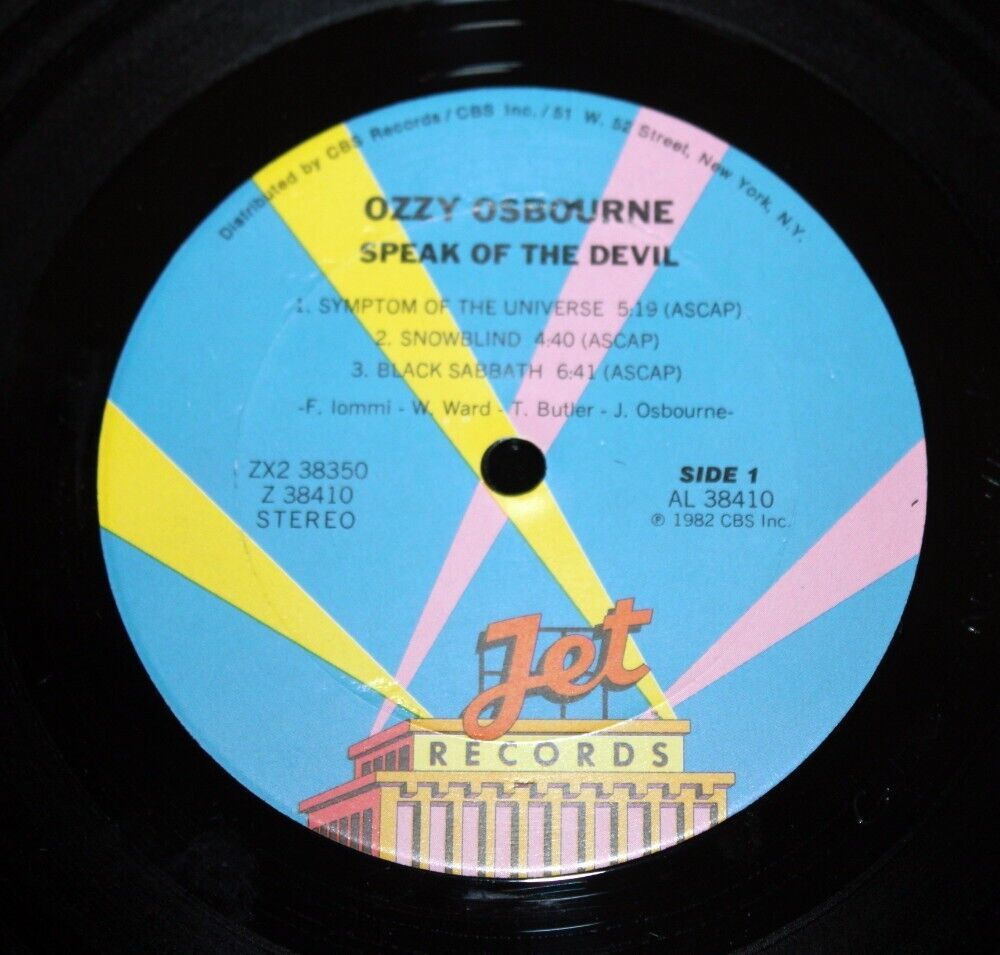 Distributed by CBS Records/CBS Inc./51 W. 52 Street, New York, N.Y.
OZZY OSBOURNE
SPEAK OF THE DEVIL
1. SYMPTOM OF THE UNIVERSE 5:19 (ASCAP)
2. SNOWBLIND 4:40 (ASCAP)
3. BLACK SABBATH 6:41 (ASCAP)
-F. Iommi - W. Ward - T. Butler - J. Osbourne-
ZX2 38350
Z 38410
STEREO
SIDE 1
AL 38410
℗ 1982 CBS Inc.
Jet
RECORDS